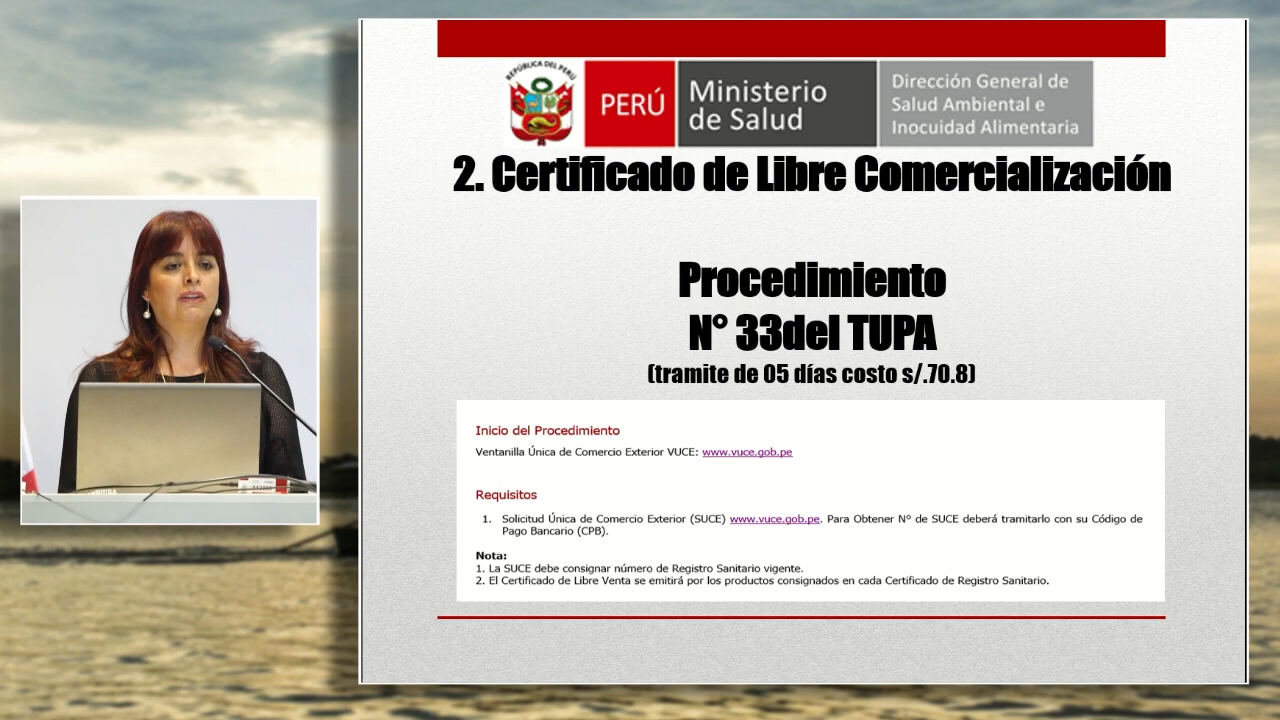 REPÚBLICA DEL PERÚ
PERÚ
Ministerio
de Salud
Dirección General de
Salud Ambiental e
Inocuidad Alimentaria
2. Certificado de Libre Comercialización
Procedimiento
N° 33del TUPA
(tramite de 05 días costo s/.70.8)
Inicio del Procedimiento
Ventanilla Única de Comercio Exterior VUCE: www.vuce.gob.pe
Requisitos
1. Solicitud Única de Comercio Exterior (SUCE) www.vuce.gob.pe. Para Obtener N° de SUCE deberá tramitarlo con su Código de
Pago Bancario (CPB).
Nota:
1. La SUCE debe consignar número de Registro Sanitario vigente.
2. El Certificado de Libre Venta se emitirá por los productos consignados en cada Certificado de Registro Sanitario.